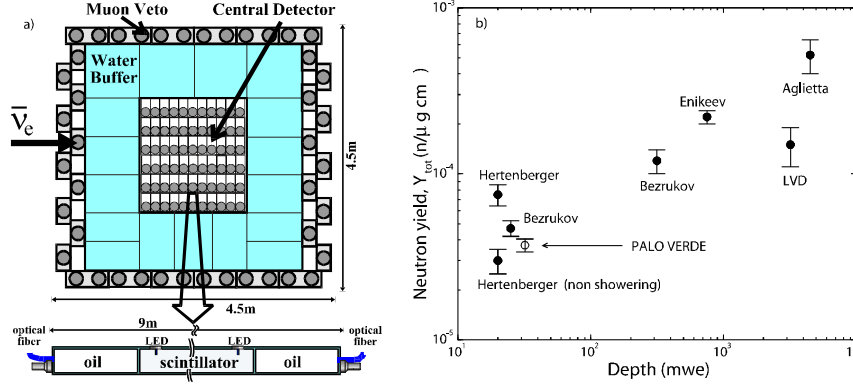 a)
Muon Veto
Central Detector
Water
Buffer
ν̅e
4.5m
4.5m
9m
optical
fiber
LED
LED
optical
fiber
oil
scintillator
oil
b)
Neutron yield, Y_tot (n/μ g cm²)
10⁻³
10⁻⁴
10⁻⁵
Aglietta
Enikeev
Hertenberger
Bezrukov
LVD
Bezrukov
PALO VERDE
Hertenberger (non showering)
10¹
10²
10³
Depth (mwe)